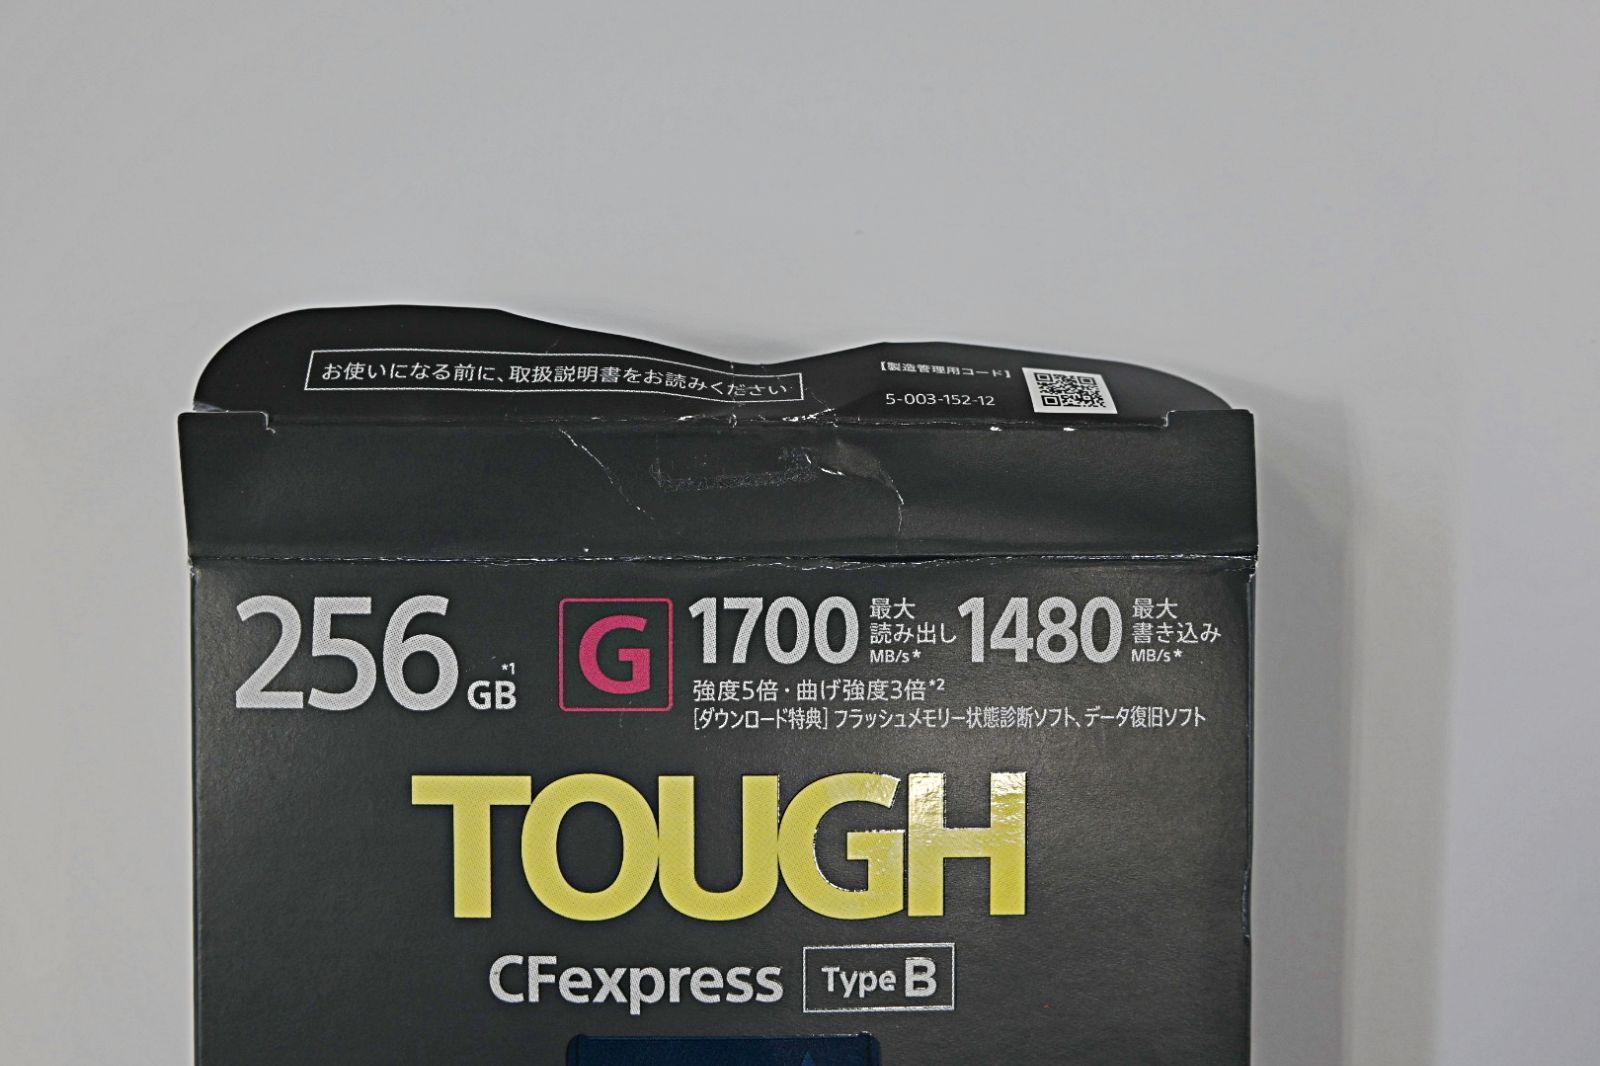 お使いになる前に、取扱説明書をお読みください
【製造管理用コード】
5-003-152-12
256 GB *1
G
1700 最大 読み出し MB/s*
1480 最大 書き込み MB/s*
強度5倍・曲げ強度3倍*2
[ダウンロード特典] フラッシュメモリー状態診断ソフト、データ復旧ソフト
TOUGH
CFexpress Type B